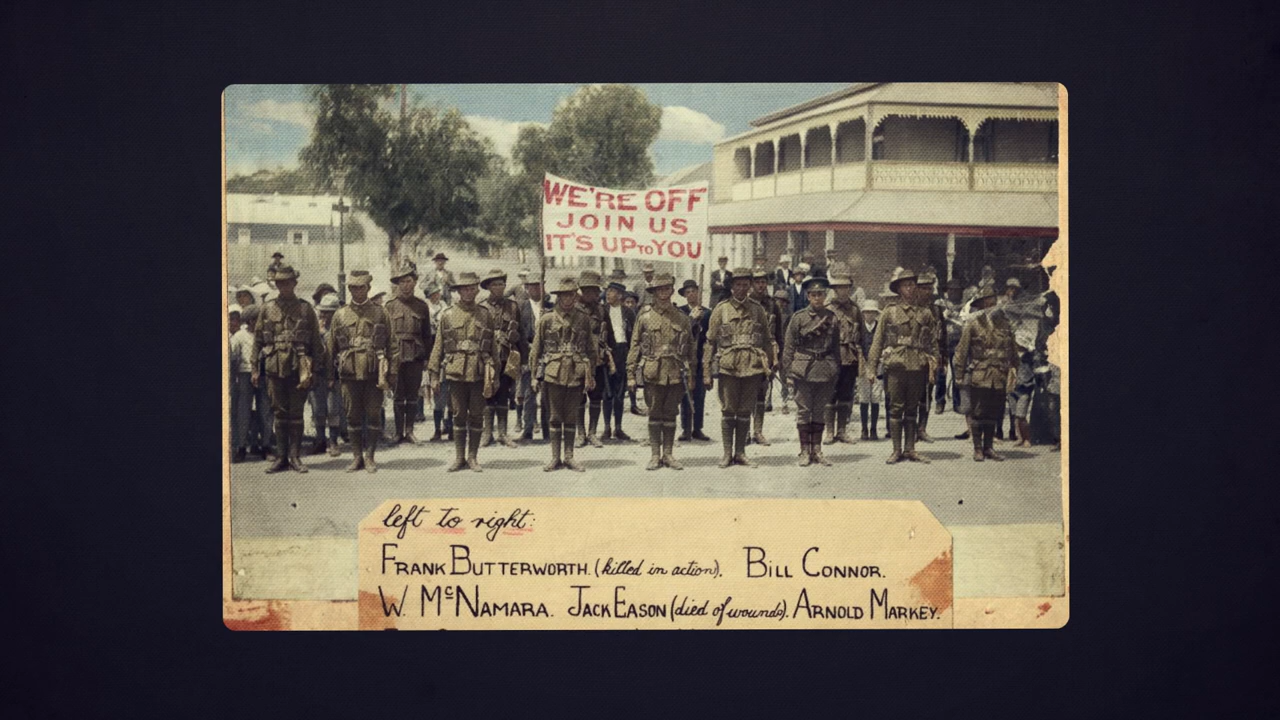 WE'RE OFF
JOIN US
IT'S UP TO YOU
left to right:
FRANK BUTTERWORTH. (killed in action). BILL CONNOR.
W. McNAMARA. JACK EASON (died of wounds). ARNOLD MARKEY.